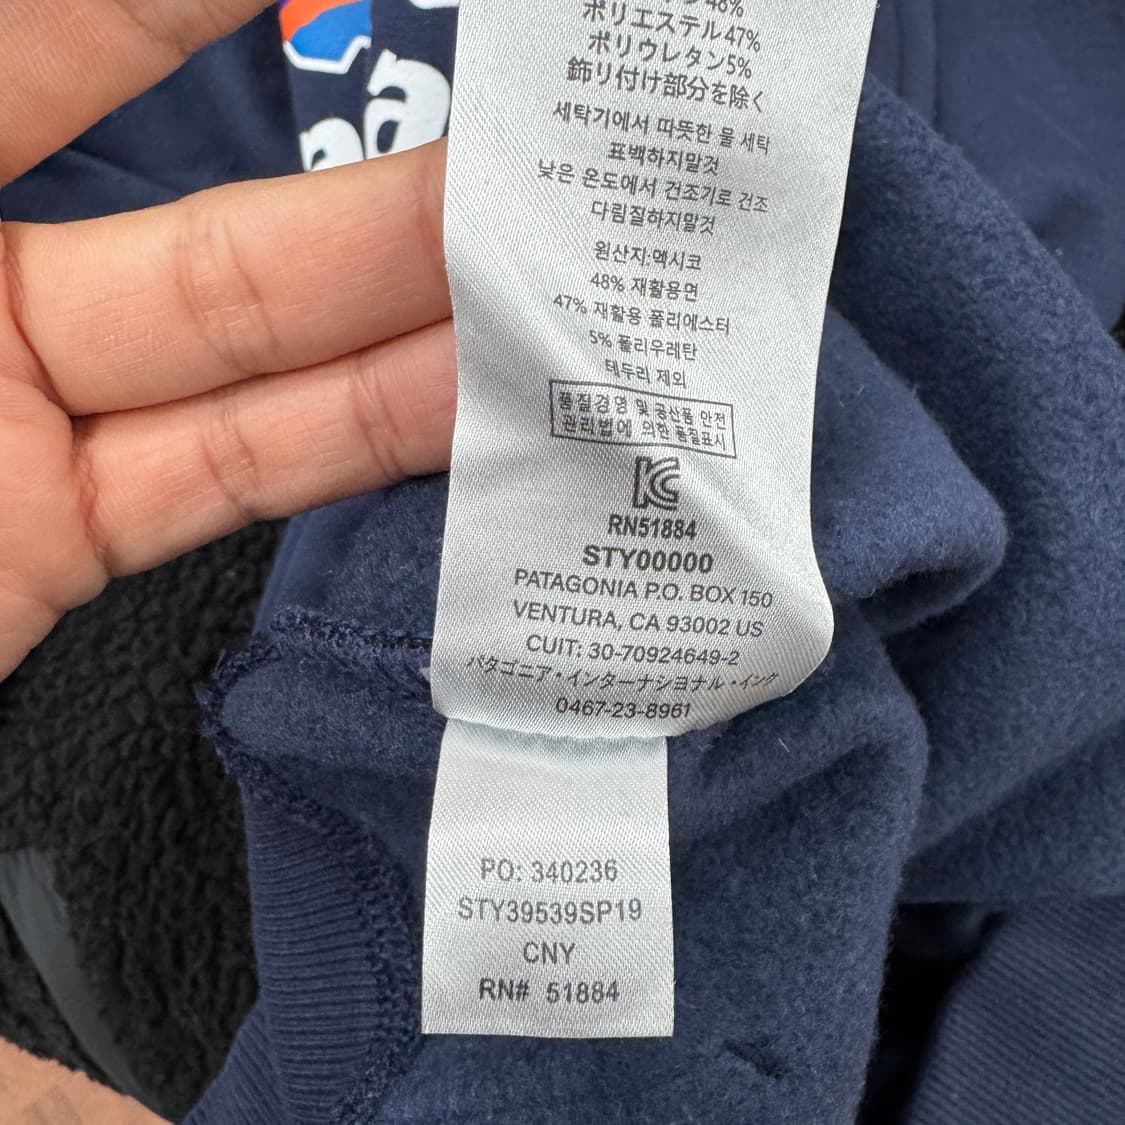 48%
ポリエステル47%
ポリウレタン5%
飾り付け部分を除く
세탁기에서 따뜻한 물 세탁
표백하지말것
낮은 온도에서 건조기로 건조
다림질하지말것
원산지:멕시코
48% 재활용면
47% 재활용 폴리에스터
5% 폴리우레탄
테두리 제외
품질경영 및 공산품 안전
관리법에 의한 품질표시
RN51884
STY00000
PATAGONIA P.O. BOX 150
VENTURA, CA 93002 US
CUIT: 30-70924649-2
パタゴニア・インターナショナル・インク
0467-23-8961
PO: 340236
STY39539SP19
CNY
RN# 51884